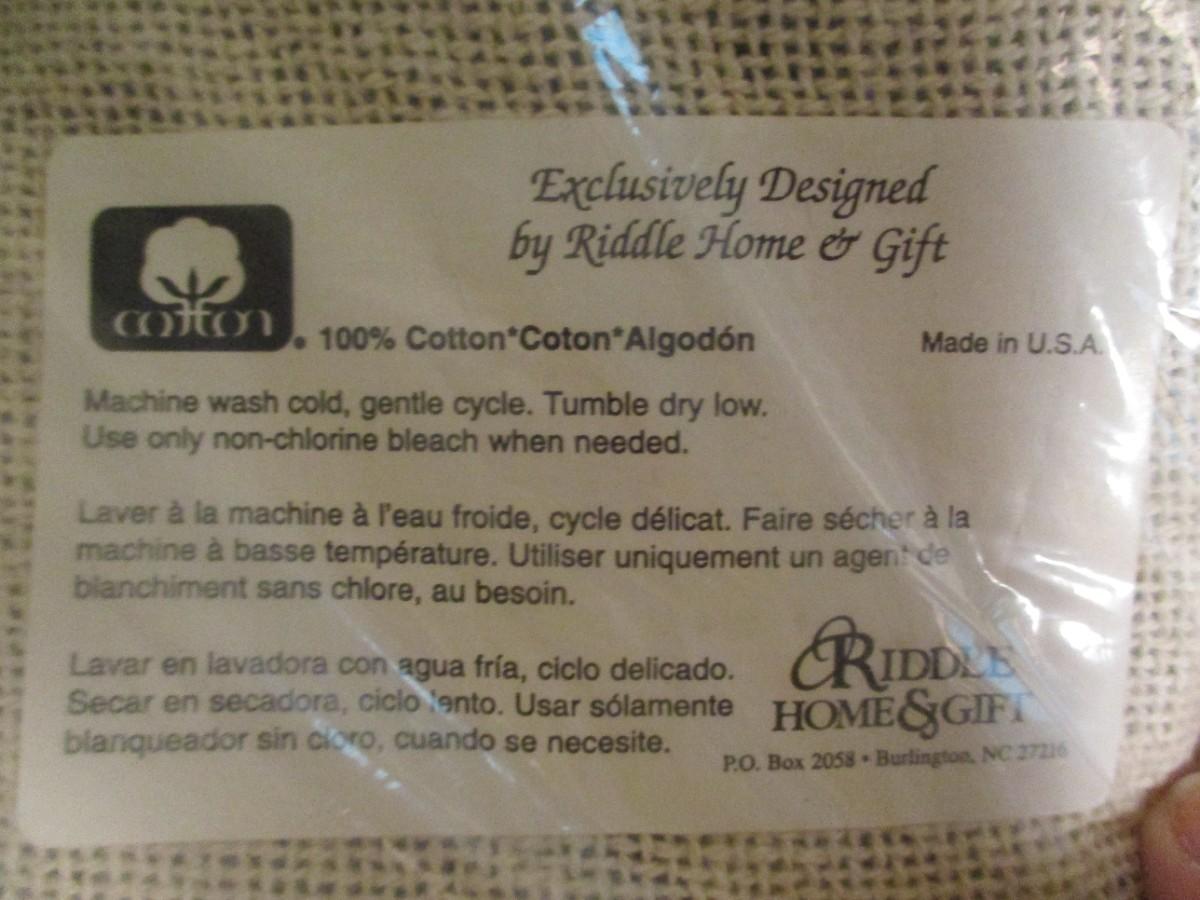 Exclusively Designed
by Riddle Home & Gift
cotton
100% Cotton*Coton*Algodón
Made in U.S.A.
Machine wash cold, gentle cycle. Tumble dry low.
Use only non-chlorine bleach when needed.
Laver à la machine à l'eau froide, cycle délicat. Faire sécher à la
machine à basse température. Utiliser uniquement un agent de
blanchiment sans chlore, au besoin.
Lavar en lavadora con agua fría, ciclo delicado.
Secar en secadora, ciclo lento. Usar sólamente
blanqueador sin cloro, cuando se necesite.
RIDDLE
HOME&GIFT
P.O. Box 2058 • Burlington, NC 27216